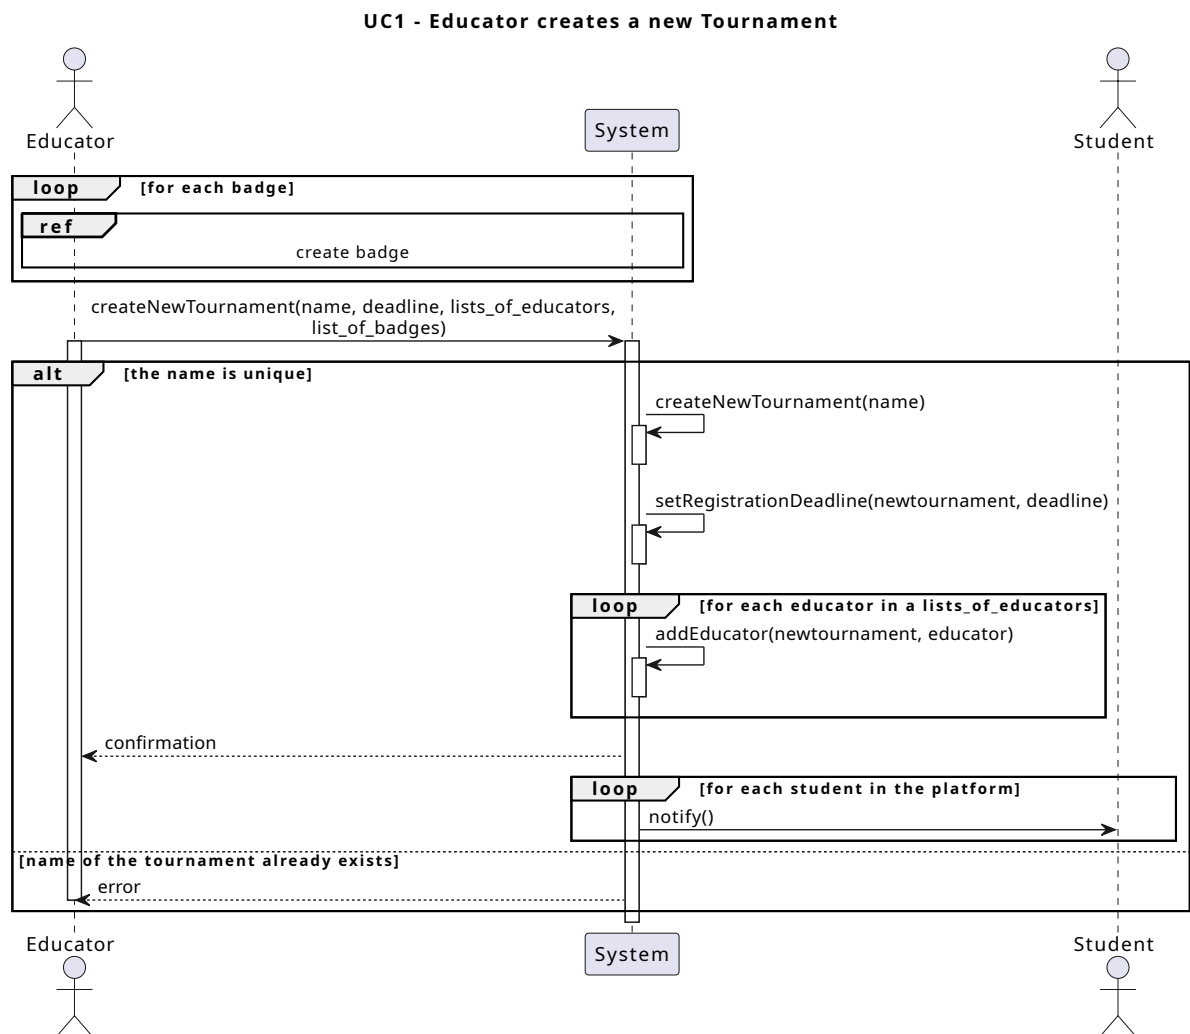 UC1 - Educator creates a new Tournament
Educator
System
Student
loop [for each badge]
ref
create badge
createNewTournament(name, deadline, lists_of_educators,
list_of_badges)
alt [the name is unique]
createNewTournament(name)
setRegistrationDeadline(newtournament, deadline)
loop [for each educator in a lists_of_educators]
addEducator(newtournament, educator)
confirmation
loop [for each student in the platform]
notify()
[name of the tournament already exists]
error
Educator
System
Student